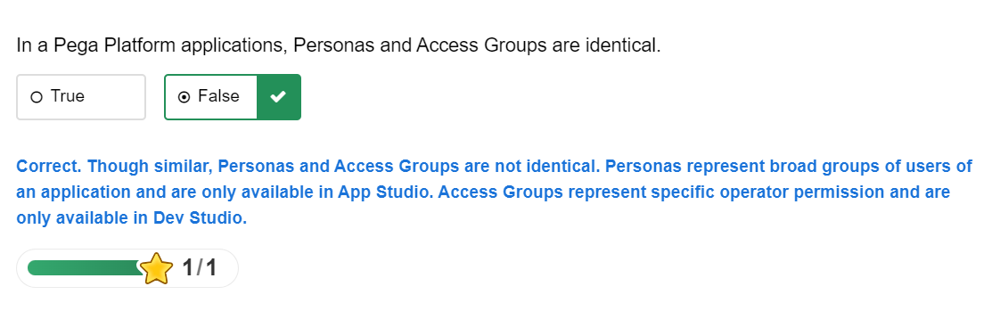 In a Pega Platform applications, Personas and Access Groups are identical.
True
False
Correct. Though similar, Personas and Access Groups are not identical. Personas represent broad groups of users of
an application and are only available in App Studio. Access Groups represent specific operator permission and are
only available in Dev Studio.
1/1